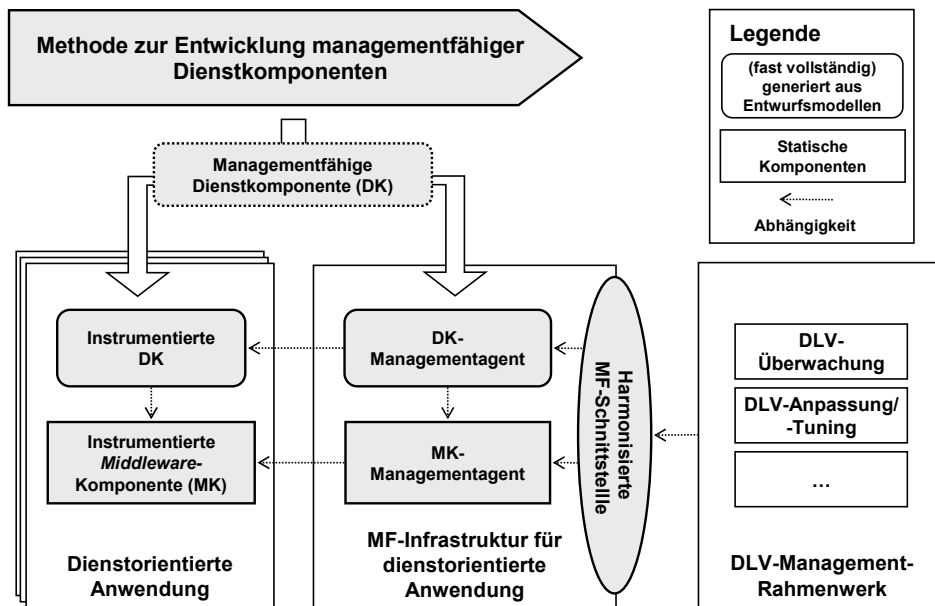 Methode zur Entwicklung managementfähiger
Dienstkomponenten
Legende
(fast vollständig)
generiert aus
Entwurfsmodellen
Statische
Komponenten
Abhängigkeit
Managementfähige
Dienstkomponente (DK)
Instrumentierte
DK
Instrumentierte
Middleware-
Komponente (MK)
Dienstorientierte
Anwendung
DK-
Managementagent
MK-
Managementagent
MF-Infrastruktur für
dienstorientierte
Anwendung
Harmonisierte
MF-Schnittstellle
DLV-
Überwachung
DLV-Anpassung/
-Tuning
...
DLV-Management-
Rahmenwerk